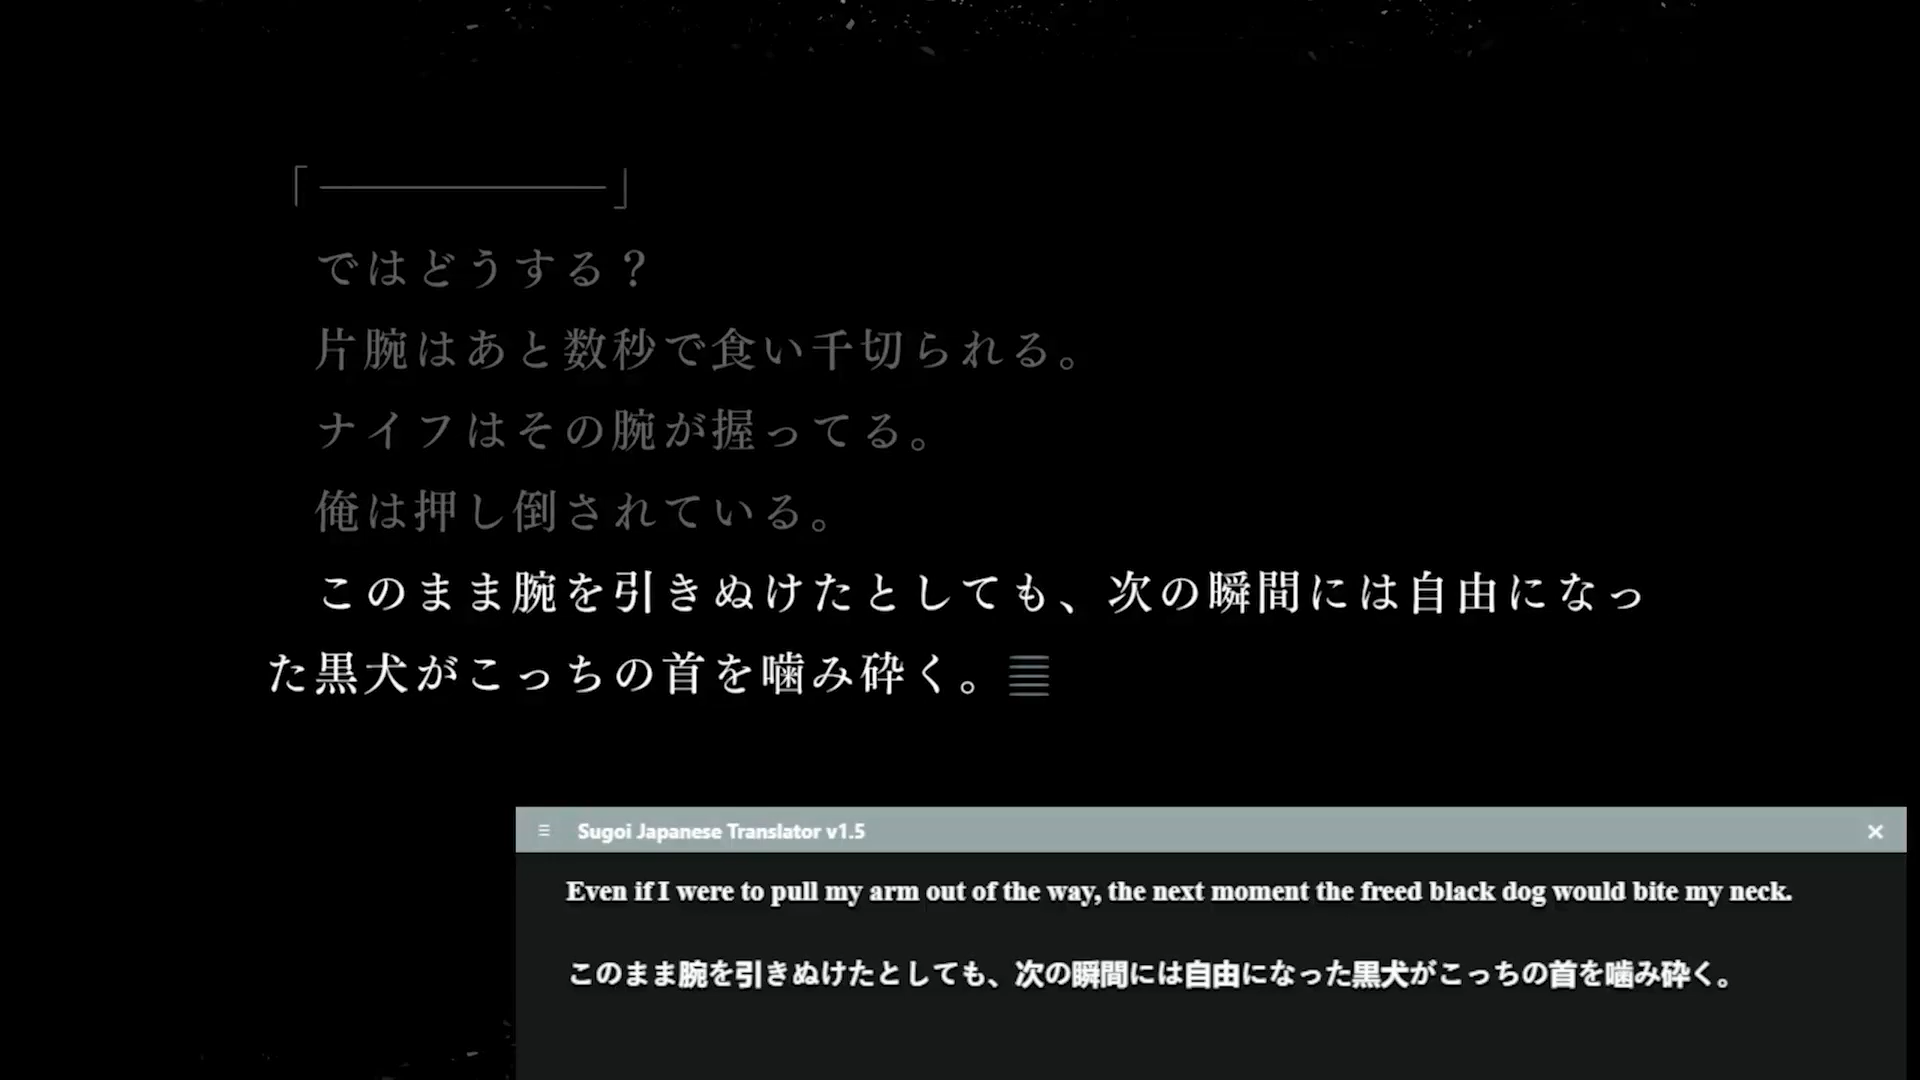 「――――――」
ではどうする？
片腕はあと数秒で食い千切られる。
ナイフはその腕が握ってる。
俺は押し倒されている。
このまま腕を引きぬけたとしても、次の瞬間には自由になっ
た黒犬がこっちの首を噛み砕く。
Sugoi Japanese Translator v1.5
Even if I were to pull my arm out of the way, the next moment the freed black dog would bite my neck.
このまま腕を引きぬけたとしても、次の瞬間には自由になった黒犬がこっちの首を噛み砕く。